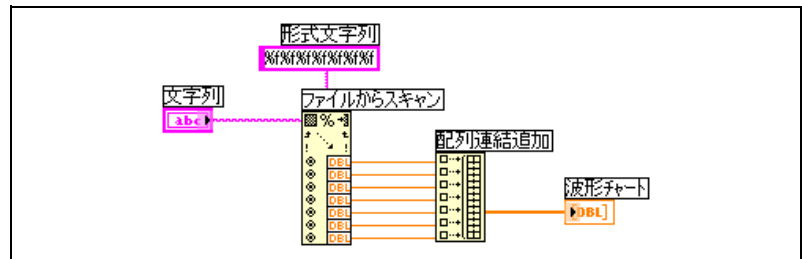 形式文字列
%f%f%f%f%f%f%f
文字列
abc
ファイルからスキャン
%
DBL
DBL
DBL
DBL
DBL
DBL
DBL
配列連結追加
波形チャート
DBL]